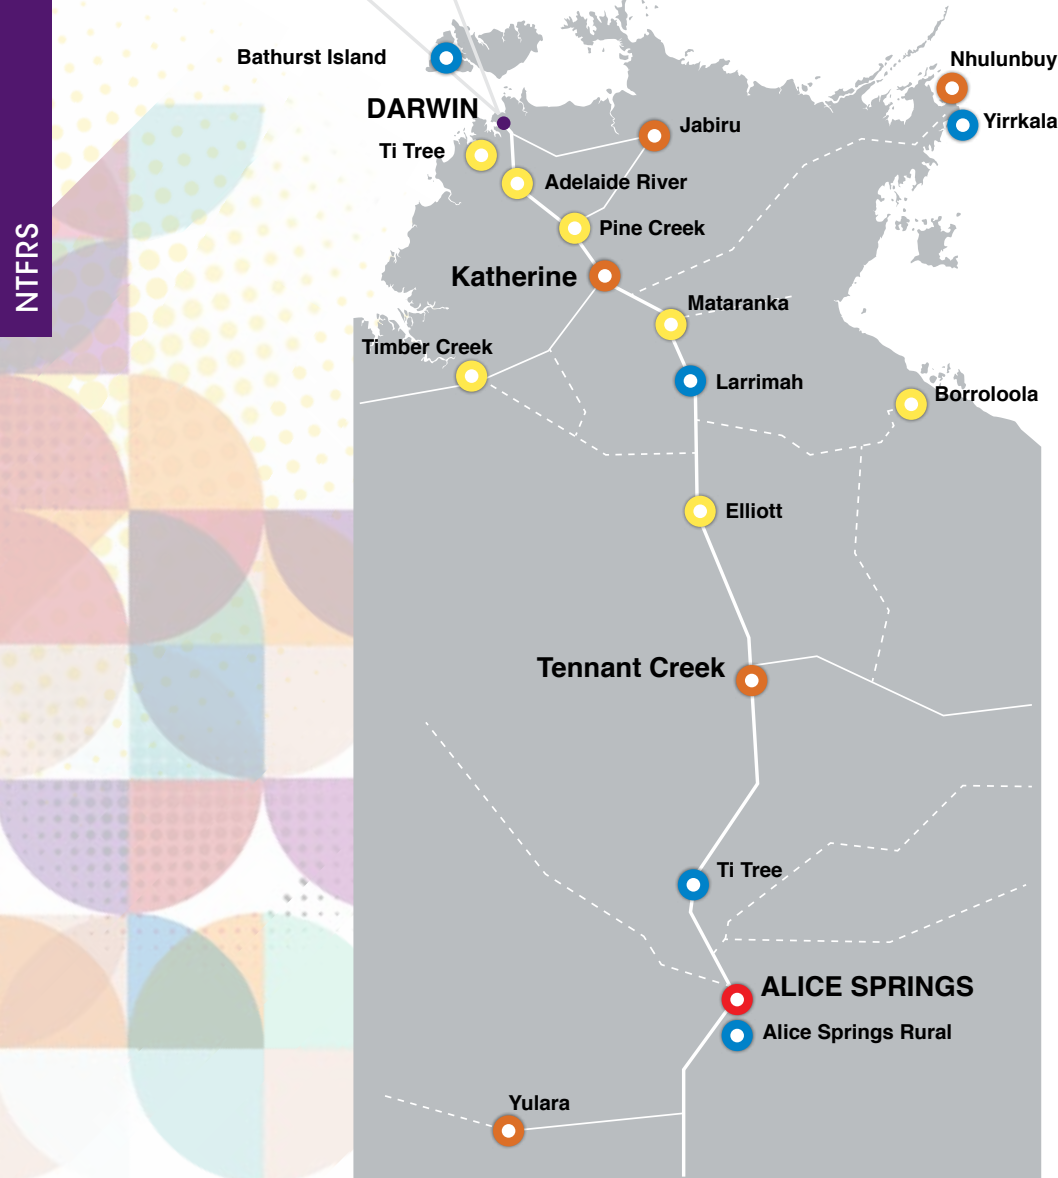 NTFRS
Bathurst Island
Nhulunbuy
DARWIN
Jabiru
Yirrkala
Ti Tree
Adelaide River
Pine Creek
Katherine
Mataranka
Timber Creek
Larrimah
Borroloola
Elliott
Tennant Creek
Ti Tree
ALICE SPRINGS
Alice Springs Rural
Yulara